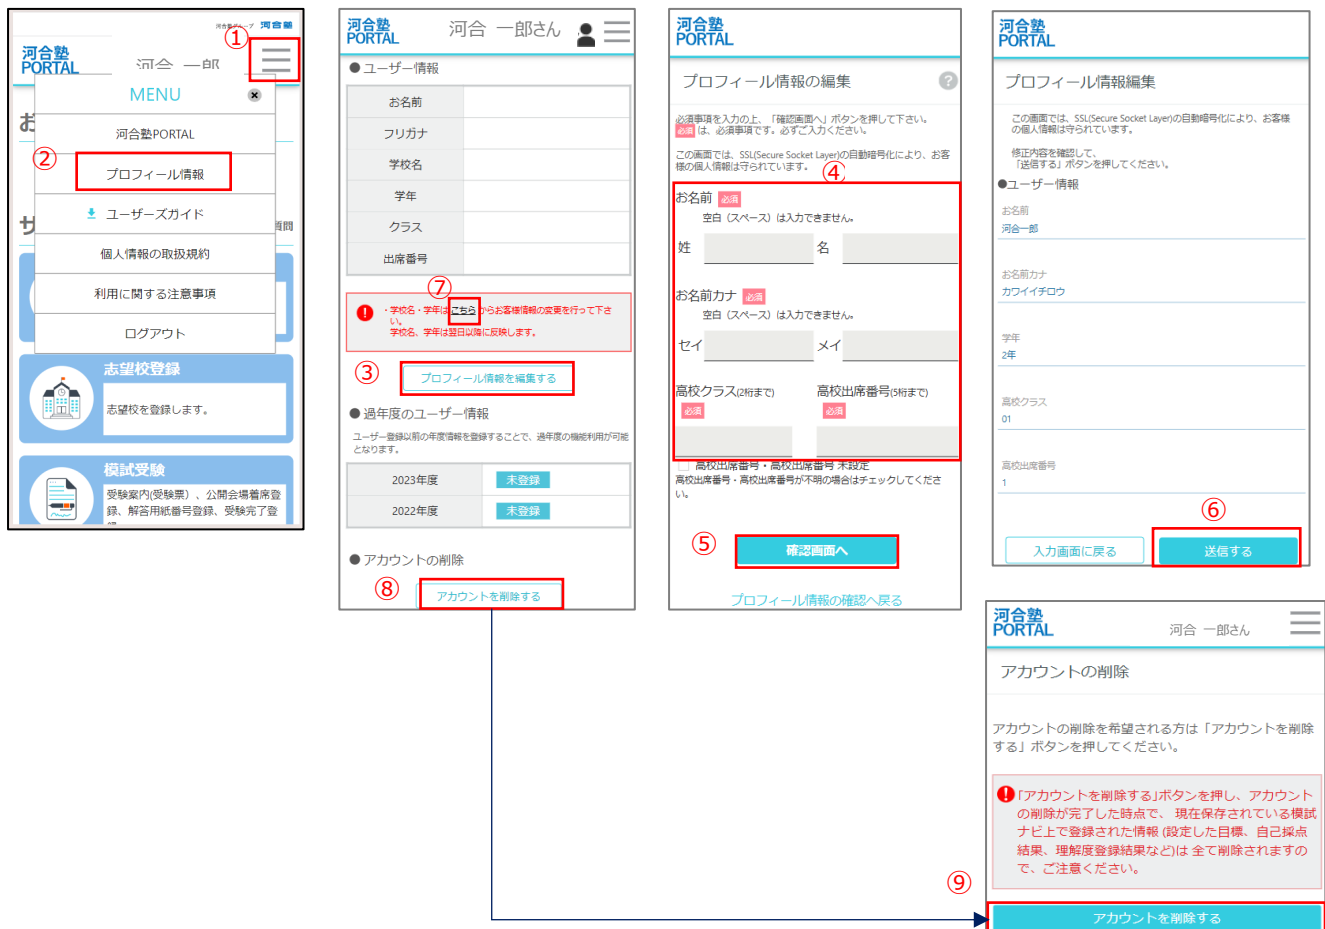 河合塾グループ 河合塾
①
河合塾
PORTAL
河合 一郎
MENU
お
河合塾PORTAL
②
プロフィール情報
サ
ユーザーズガイド
質問
個人情報の取扱規約
利用に関する注意事項
ログアウト
志望校登録
志望校を登録します。
模試受験
受験案内(受験票)、公開会場着席登
録、解答用紙番号登録、受験完了登
河合塾
PORTAL
河合 一郎さん
●ユーザー情報
お名前
フリガナ
学校名
学年
クラス
出席番号
⑦
・学校名・学年は こちら からお客様情報の変更を行って下さ
い。
学校名、学年は翌日以降に反映します。
③
プロフィール情報を編集する
●過年度のユーザー情報
ユーザー登録以前の年度情報を登録することで、過年度の機能利用が可能
となります。
2023年度 未登録
2022年度 未登録
●アカウントの削除
⑧
アカウントを削除する
河合塾
PORTAL
プロフィール情報の編集
?
必須事項を入力の上、「確認画面へ」ボタンを押して下さい。
必須 は、必須事項です。必ずご入力ください。
この画面では、SSL(Secure Socket Layer)の自動暗号化により、お客
様の個人情報は守られています。
④
お名前 必須
空白（スペース）は入力できません。
姓 名
お名前カナ 必須
空白（スペース）は入力できません。
セイ メイ
高校クラス(2桁まで) 高校出席番号(5桁まで)
必須 必須
高校出席番号・高校出席番号 未設定
高校出席番号・高校出席番号が不明の場合はチェックしてくださ
い。
⑤
確認画面へ
プロフィール情報の確認へ戻る
河合塾
PORTAL
プロフィール情報編集
この画面では、SSL(Secure Socket Layer)の自動暗号化により、お客様
の個人情報は守られています。
修正内容を確認して、
「送信する」ボタンを押してください。
●ユーザー情報
お名前
河合一郎
お名前カナ
カワイイチロウ
学年
2年
高校クラス
01
高校出席番号
1
⑥
入力画面に戻る 送信する
河合塾
PORTAL
河合 一郎さん
アカウントの削除
アカウントの削除を希望される方は「アカウントを削除
する」ボタンを押してください。
「アカウントを削除する」ボタンを押し、アカウント
の削除が完了した時点で、 現在保存されている模試
ナビ上で登録された情報 (設定した目標、自己採点
結果、理解度登録結果など)は 全て削除されますの
で、ご注意ください。
⑨
アカウントを削除する